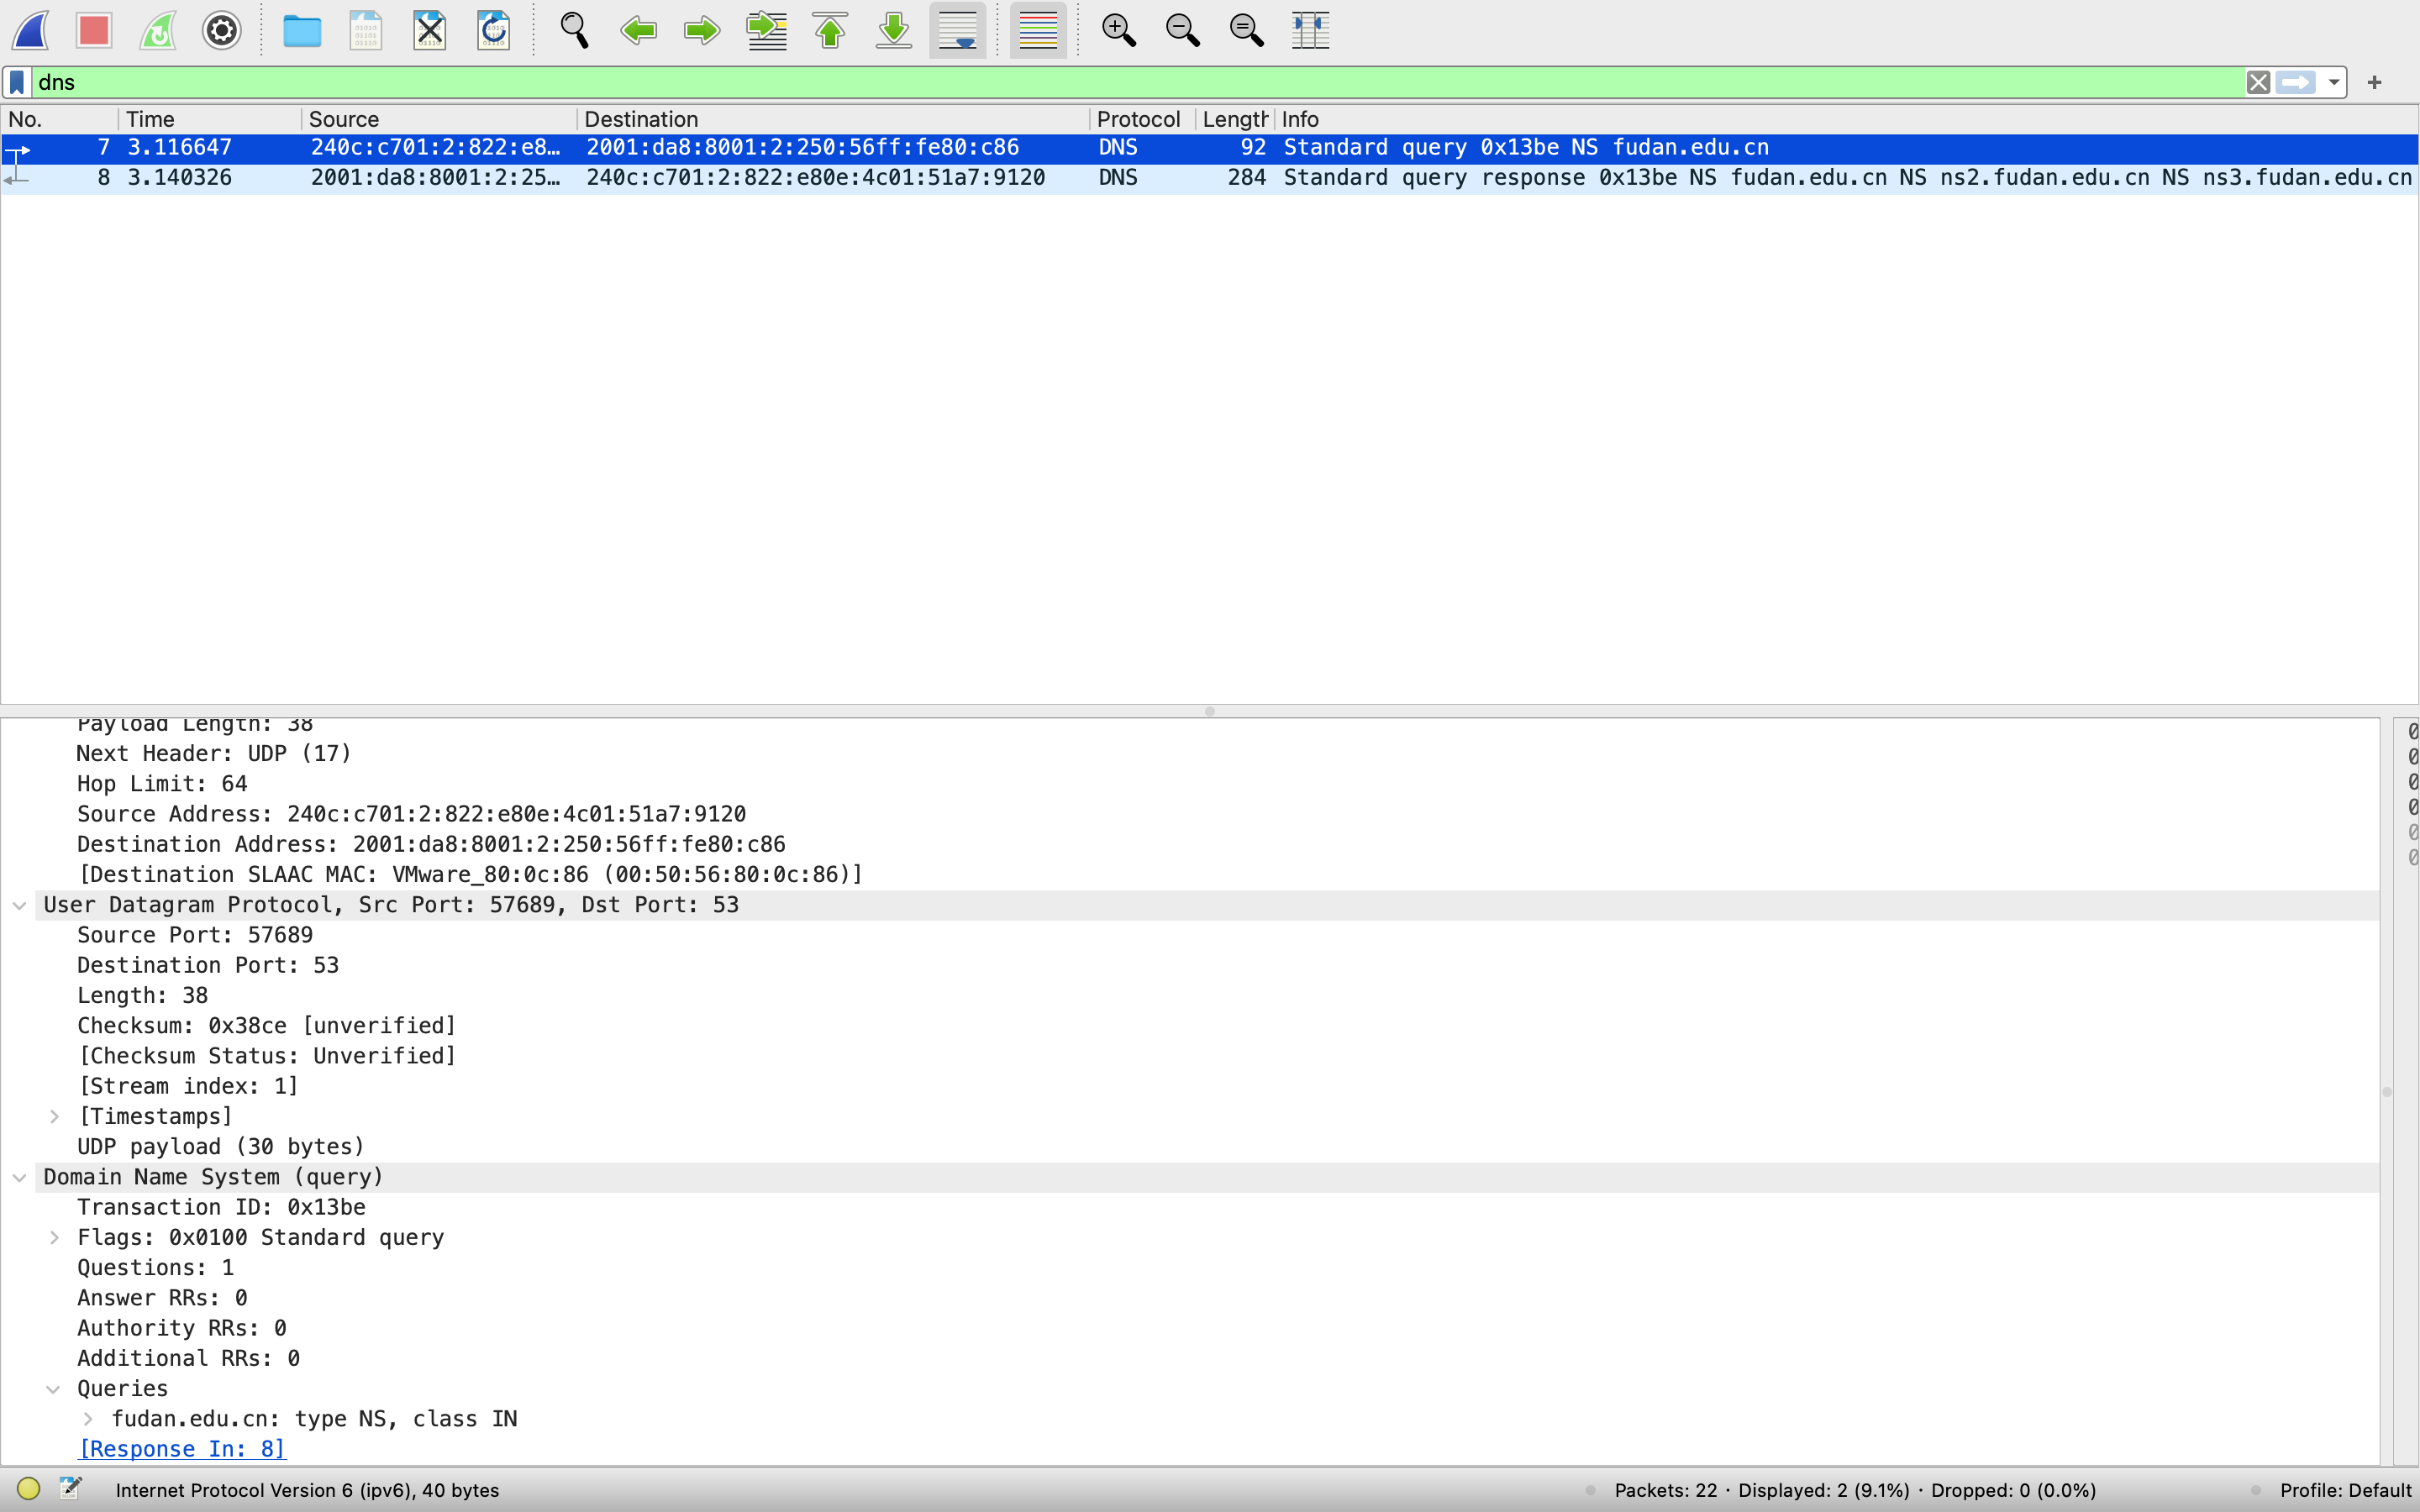 dns
No. Time Source Destination Protocol Length Info
7 3.116647 240c:c701:2:822:e8… 2001:da8:8001:2:250:56ff:fe80:c86 DNS 92 Standard query 0x13be NS fudan.edu.cn
8 3.140326 2001:da8:8001:2:25… 240c:c701:2:822:e80e:4c01:51a7:9120 DNS 284 Standard query response 0x13be NS fudan.edu.cn NS ns2.fudan.edu.cn NS ns3.fudan.edu.cn
Payload Length: 38
Next Header: UDP (17)
Hop Limit: 64
Source Address: 240c:c701:2:822:e80e:4c01:51a7:9120
Destination Address: 2001:da8:8001:2:250:56ff:fe80:c86
[Destination SLAAC MAC: VMware_80:0c:86 (00:50:56:80:0c:86)]
User Datagram Protocol, Src Port: 57689, Dst Port: 53
Source Port: 57689
Destination Port: 53
Length: 38
Checksum: 0x38ce [unverified]
[Checksum Status: Unverified]
[Stream index: 1]
[Timestamps]
UDP payload (30 bytes)
Domain Name System (query)
Transaction ID: 0x13be
Flags: 0x0100 Standard query
Questions: 1
Answer RRs: 0
Authority RRs: 0
Additional RRs: 0
Queries
fudan.edu.cn: type NS, class IN
[Response In: 8]
0
0
0
0
0
0
Internet Protocol Version 6 (ipv6), 40 bytes
Packets: 22 · Displayed: 2 (9.1%) · Dropped: 0 (0.0%)
Profile: Default